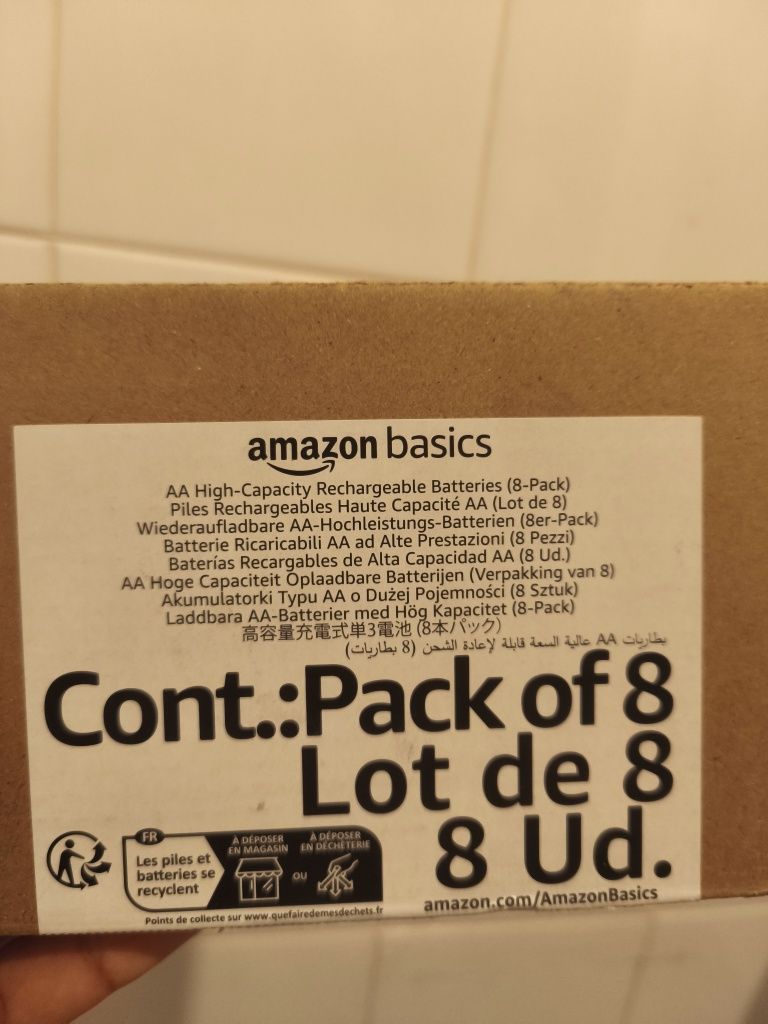 amazon basics
AA High-Capacity Rechargeable Batteries (8-Pack)
Piles Rechargeables Haute Capacité AA (Lot de 8)
Wiederaufladbare AA-Hochleistungs-Batterien (8er-Pack)
Batterie Ricaricabili AA ad Alte Prestazioni (8 Pezzi)
Baterías Recargables de Alta Capacidad AA (8 Ud.)
AA Hoge Capaciteit Oplaadbare Batterijen (Verpakking van 8)
Akumulatorki Typu AA o Dużej Pojemności (8 Sztuk)
Laddbara AA-Batterier med Hög Kapacitet (8-Pack)
高容量充電式単3電池 (8本パック)
بطاريات AA عالية السعة قابلة لإعادة الشحن (8 بطاريات)
Cont.:Pack of 8
Lot de 8
8 Ud.
FR
Les piles et
batteries se
recyclent
À DÉPOSER
EN MAGASIN
OU
À DÉPOSER
EN DÉCHÈTERIE
Points de collecte sur www.quefairedemesdechets.fr
amazon.com/AmazonBasics